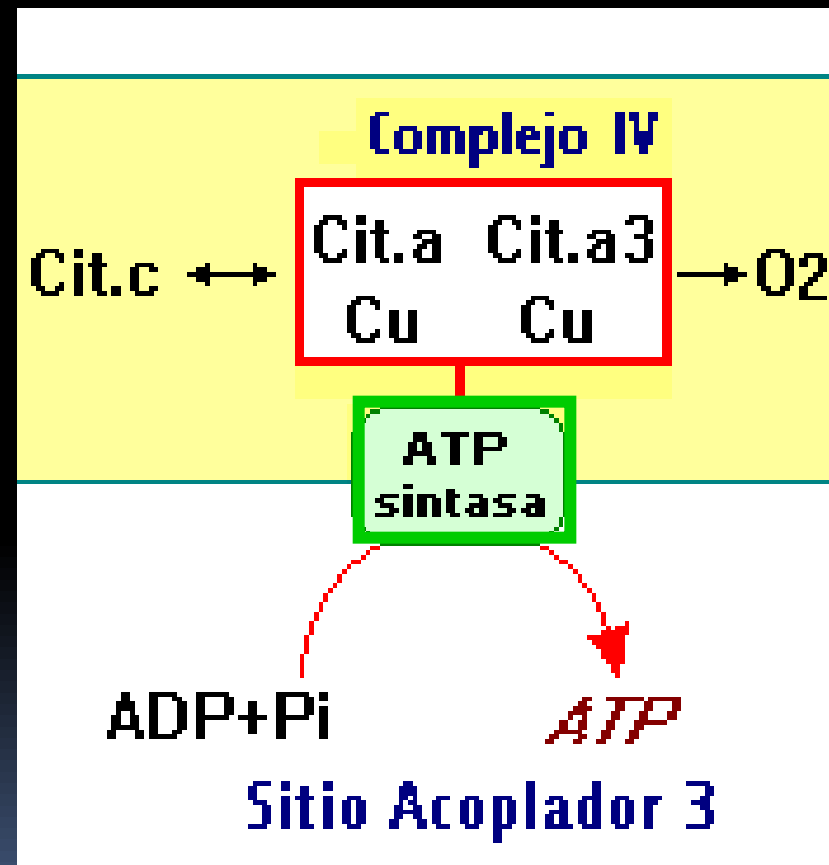 Complejo IV
Cit.c Cit.a Cit.a3 O2
Cu Cu
ATP
sintasa
ADP+Pi ATP
Sitio Acoplador 3